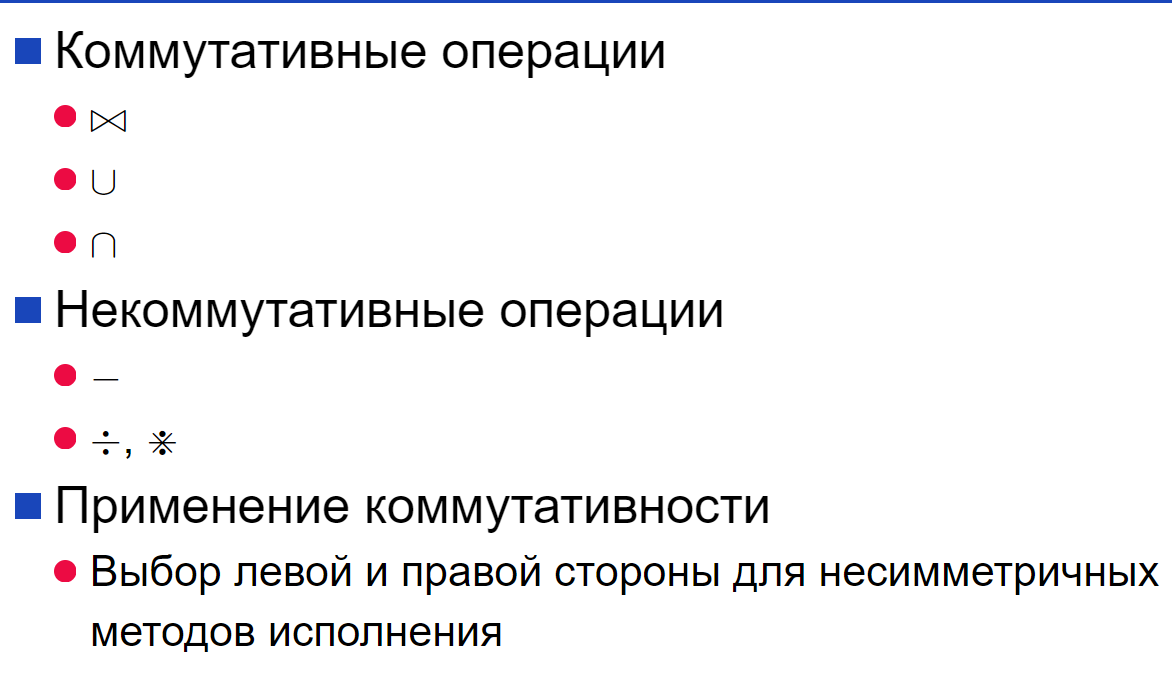 Коммутативные операции
⋈
∪
∩
Некоммутативные операции
−
÷, ⋇
Применение коммутативности
Выбор левой и правой стороны для несимметричных
методов исполнения